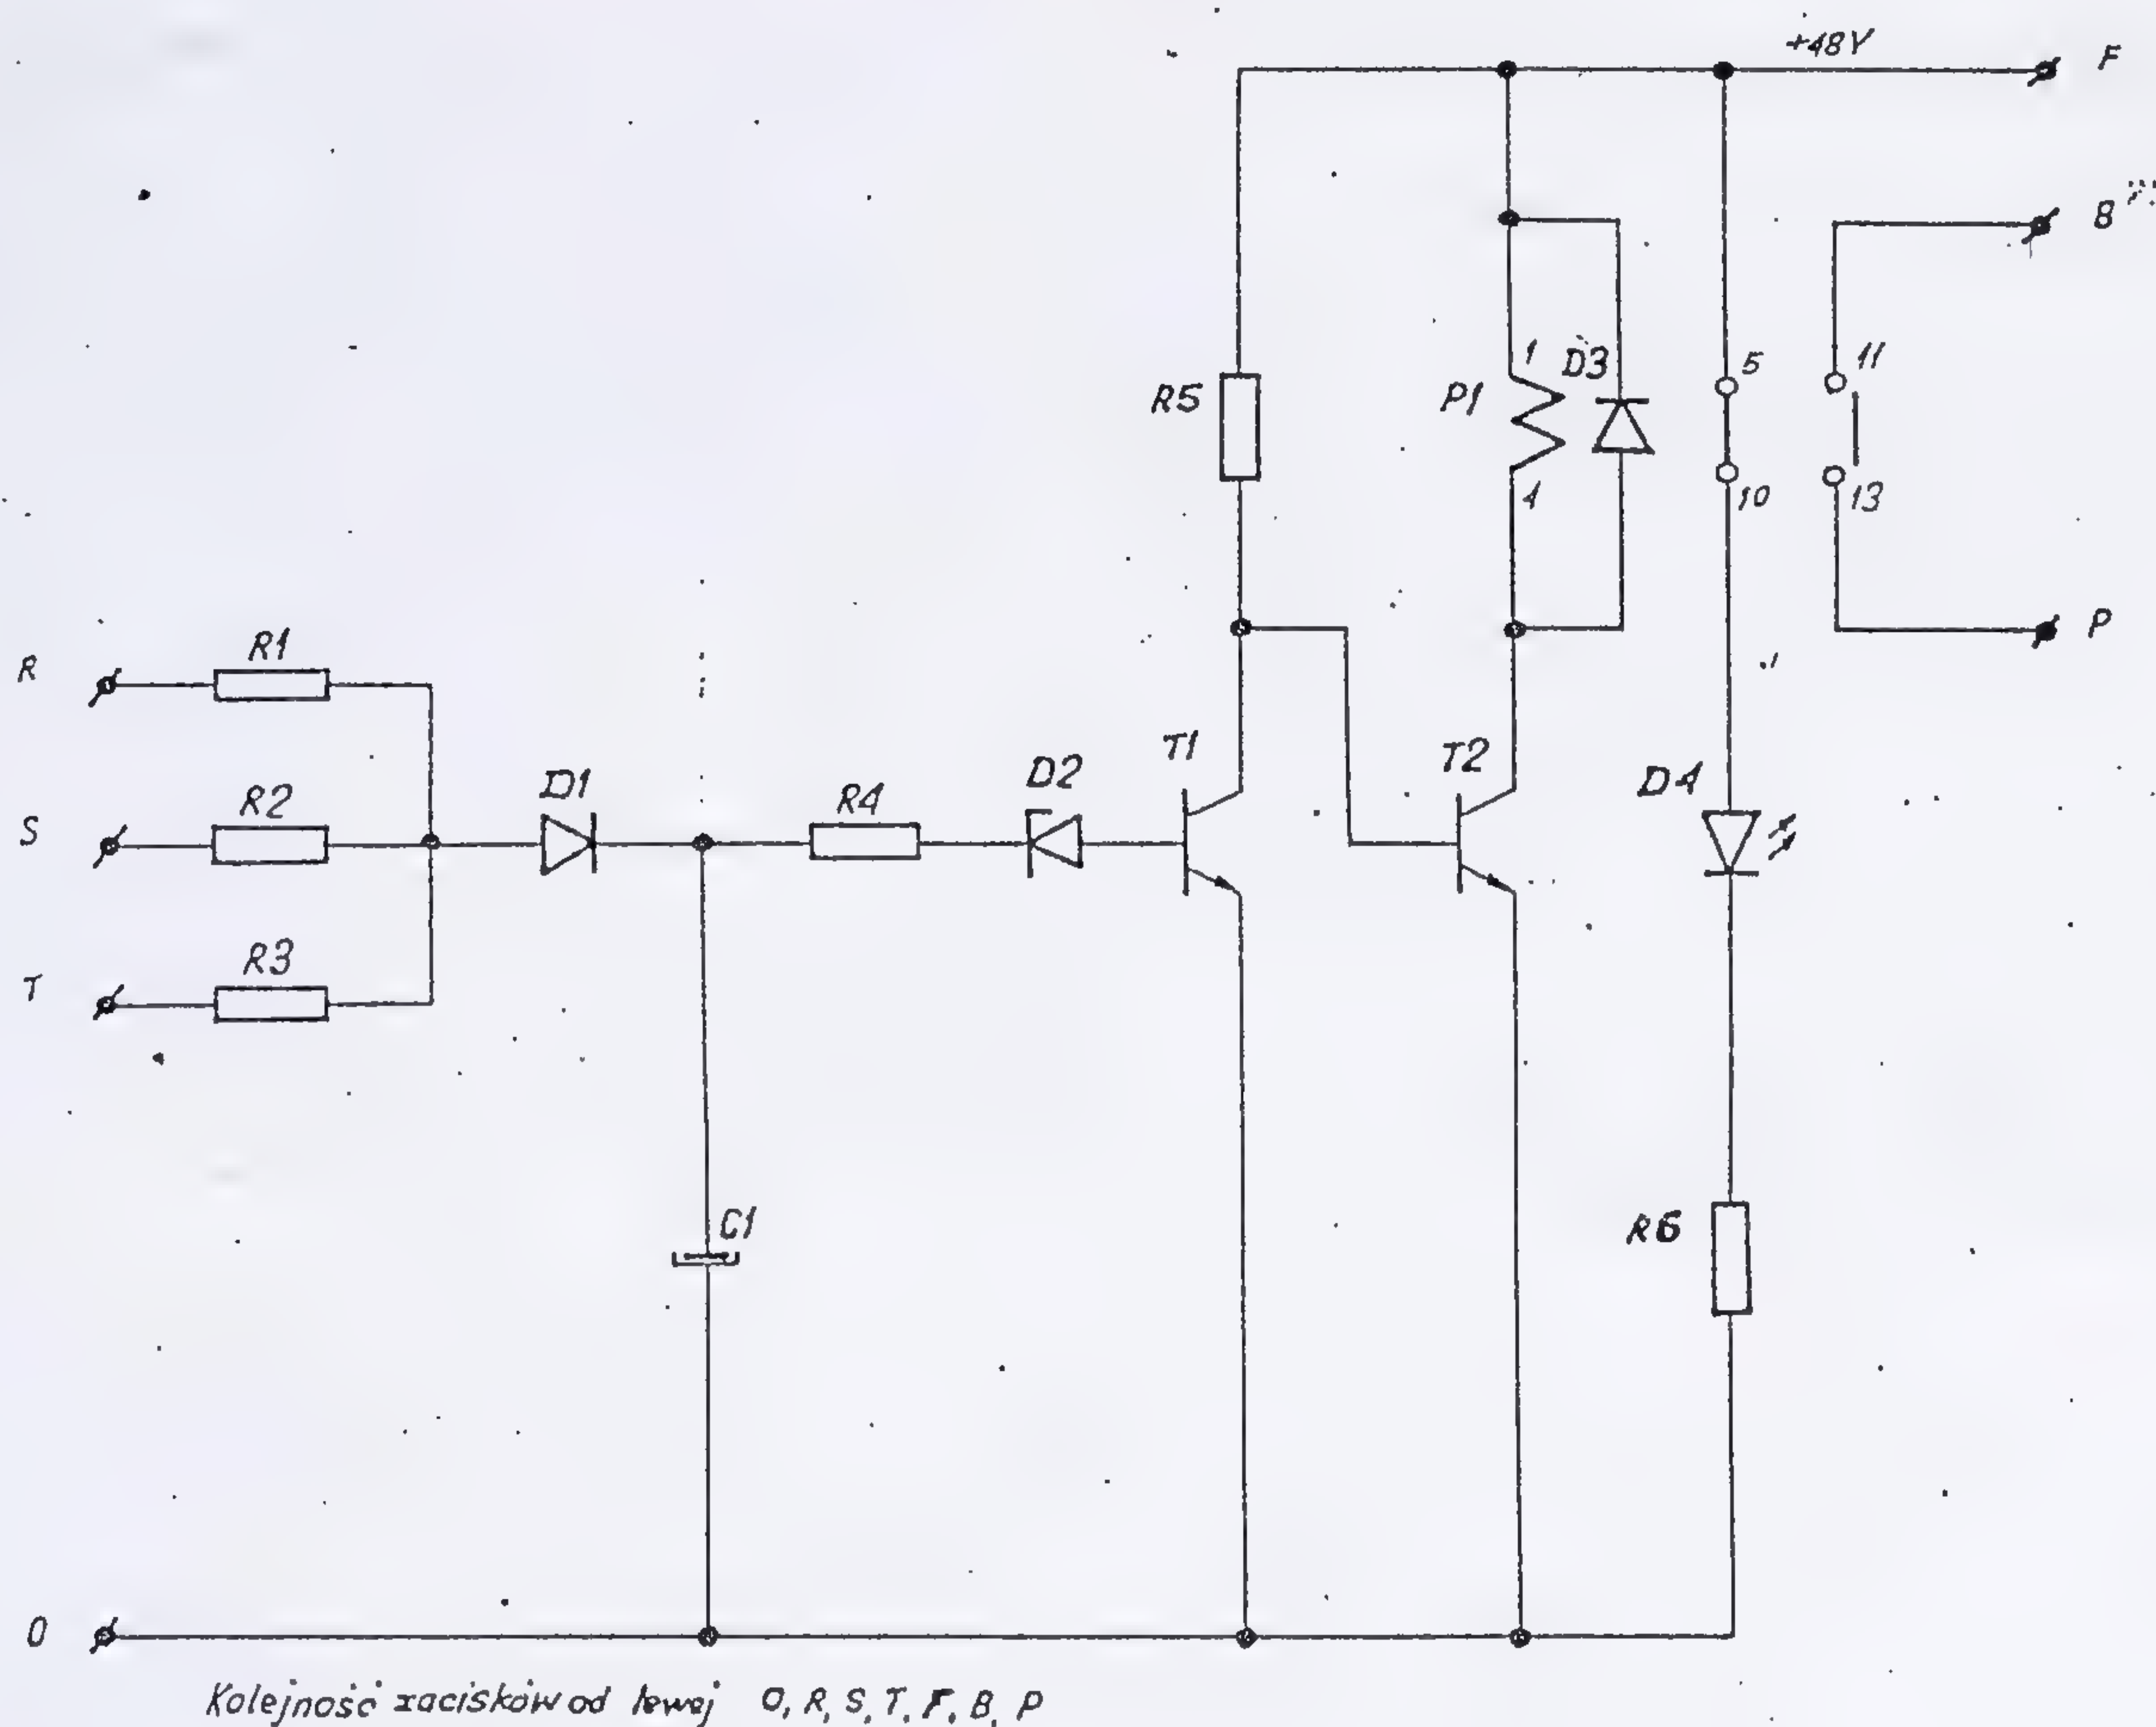 +48V
F
B
1
D3
5
11
R5
P1
4
10
13
P
R
R1
T1
T2
D4
S
R2
D1
R4
D2
T
R3
C1
R6
0
Kolejność zacisków od lewej O, R, S, T, F, B, P